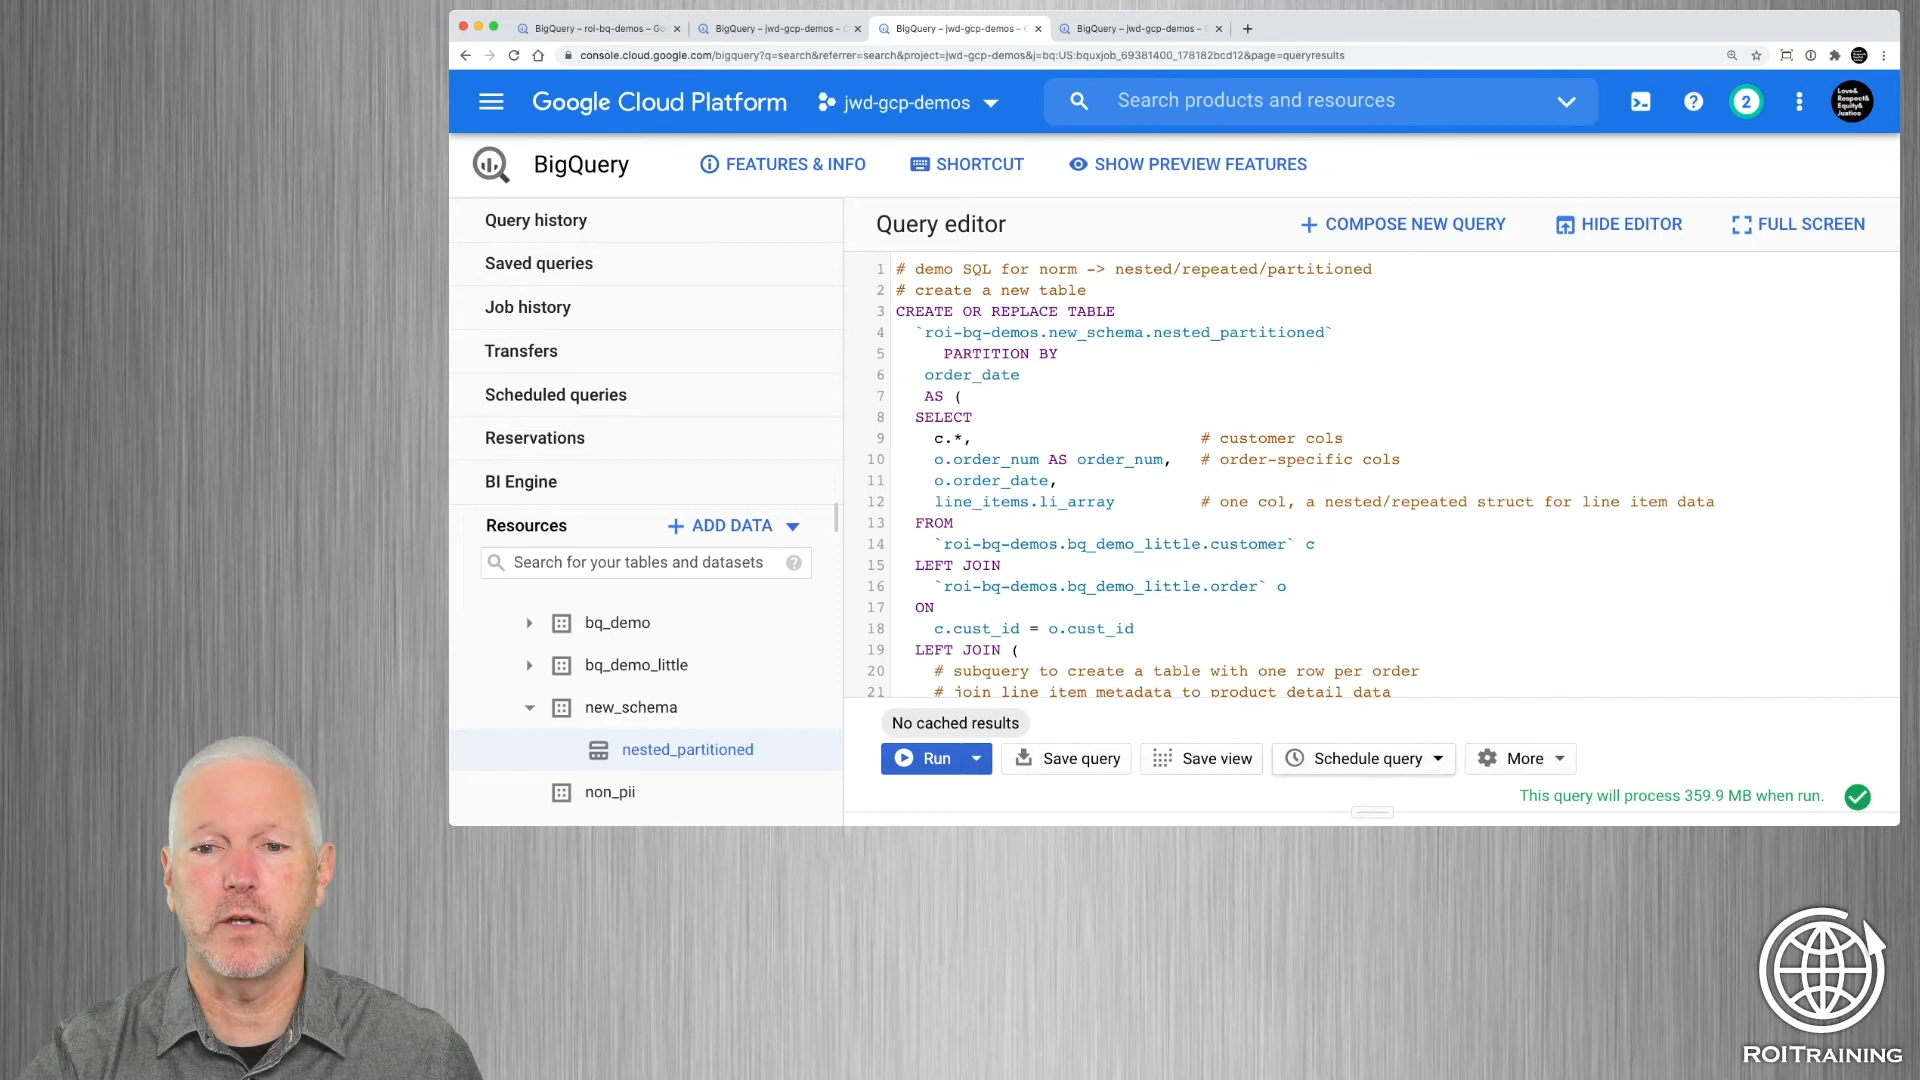 BigQuery – roi-bq-demos – Go
BigQuery – jwd-gcp-demos –
BigQuery – jwd-gcp-demos –
BigQuery – jwd-gcp-demos –
console.cloud.google.com/bigquery?q=search&referrer=search&project=jwd-gcp-demos&j=bq:US:bquxjob_69381400_178182bcd12&page=queryresults
Google Cloud Platform
jwd-gcp-demos
Search products and resources
2
Love&
Respect&
Equity&
Justice
BigQuery
FEATURES & INFO
SHORTCUT
SHOW PREVIEW FEATURES
Query history
Saved queries
Job history
Transfers
Scheduled queries
Reservations
BI Engine
Resources
+ ADD DATA
Search for your tables and datasets
bq_demo
bq_demo_little
new_schema
nested_partitioned
non_pii
Query editor
+ COMPOSE NEW QUERY
HIDE EDITOR
FULL SCREEN
1 # demo SQL for norm -> nested/repeated/partitioned
2 # create a new table
3 CREATE OR REPLACE TABLE
4 `roi-bq-demos.new_schema.nested_partitioned`
5 PARTITION BY
6 order_date
7 AS (
8 SELECT
9 c.*, # customer cols
10 o.order_num AS order_num, # order-specific cols
11 o.order_date,
12 line_items.li_array # one col, a nested/repeated struct for line item data
13 FROM
14 `roi-bq-demos.bq_demo_little.customer` c
15 LEFT JOIN
16 `roi-bq-demos.bq_demo_little.order` o
17 ON
18 c.cust_id = o.cust_id
19 LEFT JOIN (
20 # subquery to create a table with one row per order
21 # join line item metadata to product detail data
No cached results
Run
Save query
Save view
Schedule query
More
This query will process 359.9 MB when run.
ROITRAINING